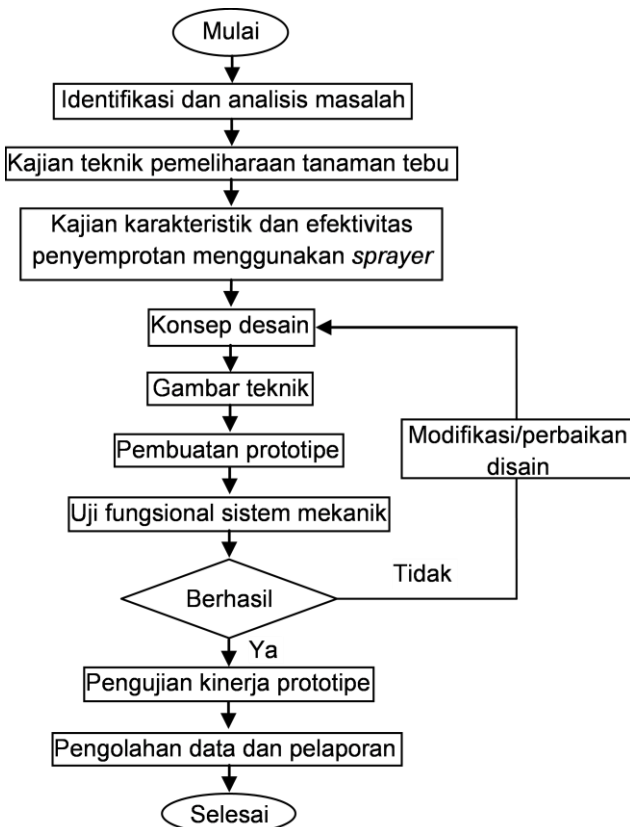 Mulai
Identifikasi dan analisis masalah
Kajian teknik pemeliharaan tanaman tebu
Kajian karakteristik dan efektivitas
penyemprotan menggunakan sprayer
Konsep desain
Gambar teknik
Pembuatan prototipe
Modifikasi/perbaikan
disain
Uji fungsional sistem mekanik
Tidak
Berhasil
Ya
Pengujian kinerja prototipe
Pengolahan data dan pelaporan
Selesai